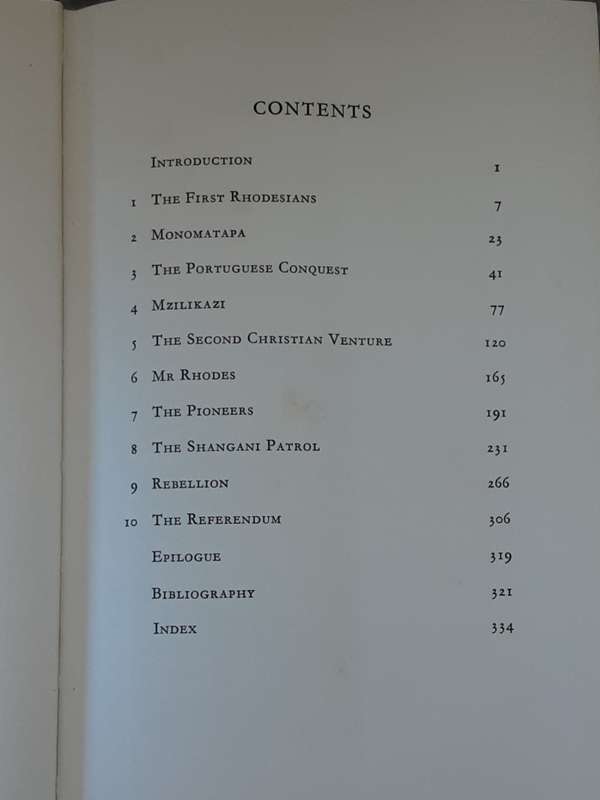 CONTENTS
INTRODUCTION 1
1 THE FIRST RHODESIANS 7
2 MONOMATAPA 23
3 THE PORTUGUESE CONQUEST 41
4 MZILIKAZI 77
5 THE SECOND CHRISTIAN VENTURE 120
6 MR RHODES 165
7 THE PIONEERS 191
8 THE SHANGANI PATROL 231
9 REBELLION 266
10 THE REFERENDUM 306
EPILOGUE 319
BIBLIOGRAPHY 321
INDEX 334